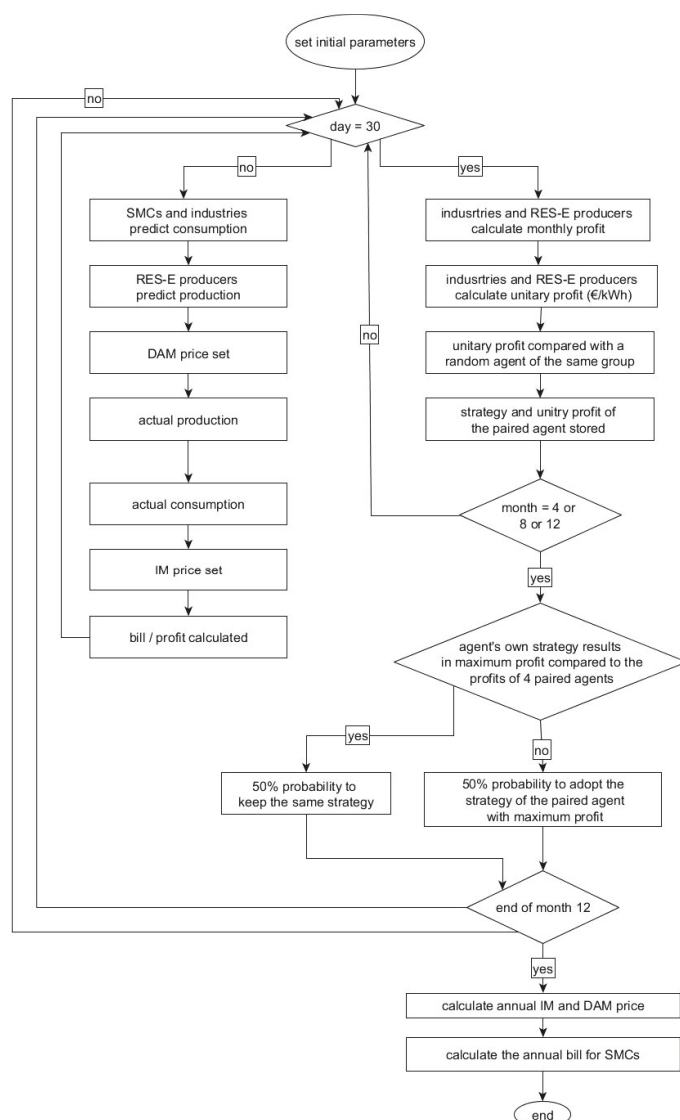 set initial parameters
no
day = 30
no
yes
SMCs and industries
predict consumption
RES-E producers
predict production
DAM price set
actual production
actual consumption
IM price set
bill / profit calculated
indusrtries and RES-E producers
calculate monthly profit
indusrtries and RES-E producers
calculate unitary profit (€/kWh)
unitary profit compared with a
random agent of the same group
strategy and unitry profit of
the paired agent stored
no
month = 4 or
8 or 12
yes
agent's own strategy results
in maximum profit compared to the
profits of 4 paired agents
yes
no
50% probability to
keep the same strategy
50% probability to adopt the
strategy of the paired agent
with maximum profit
end of month 12
yes
calculate annual IM and DAM price
calculate the annual bill for SMCs
end